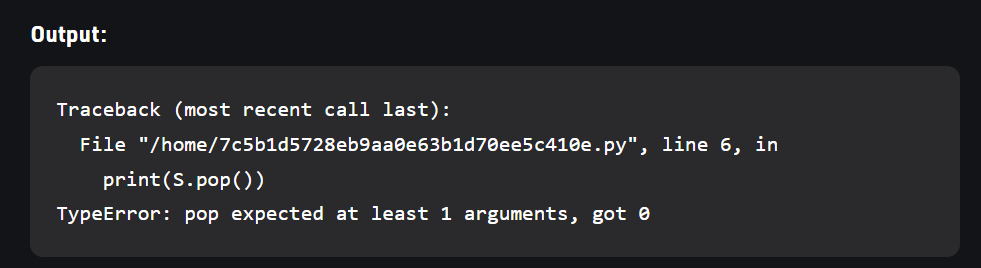 Output:
Traceback (most recent call last):
File "/home/7c5b1d5728eb9aa0e63b1d70ee5c410e.py", line 6, in
print(S.pop())
TypeError: pop expected at least 1 arguments, got 0